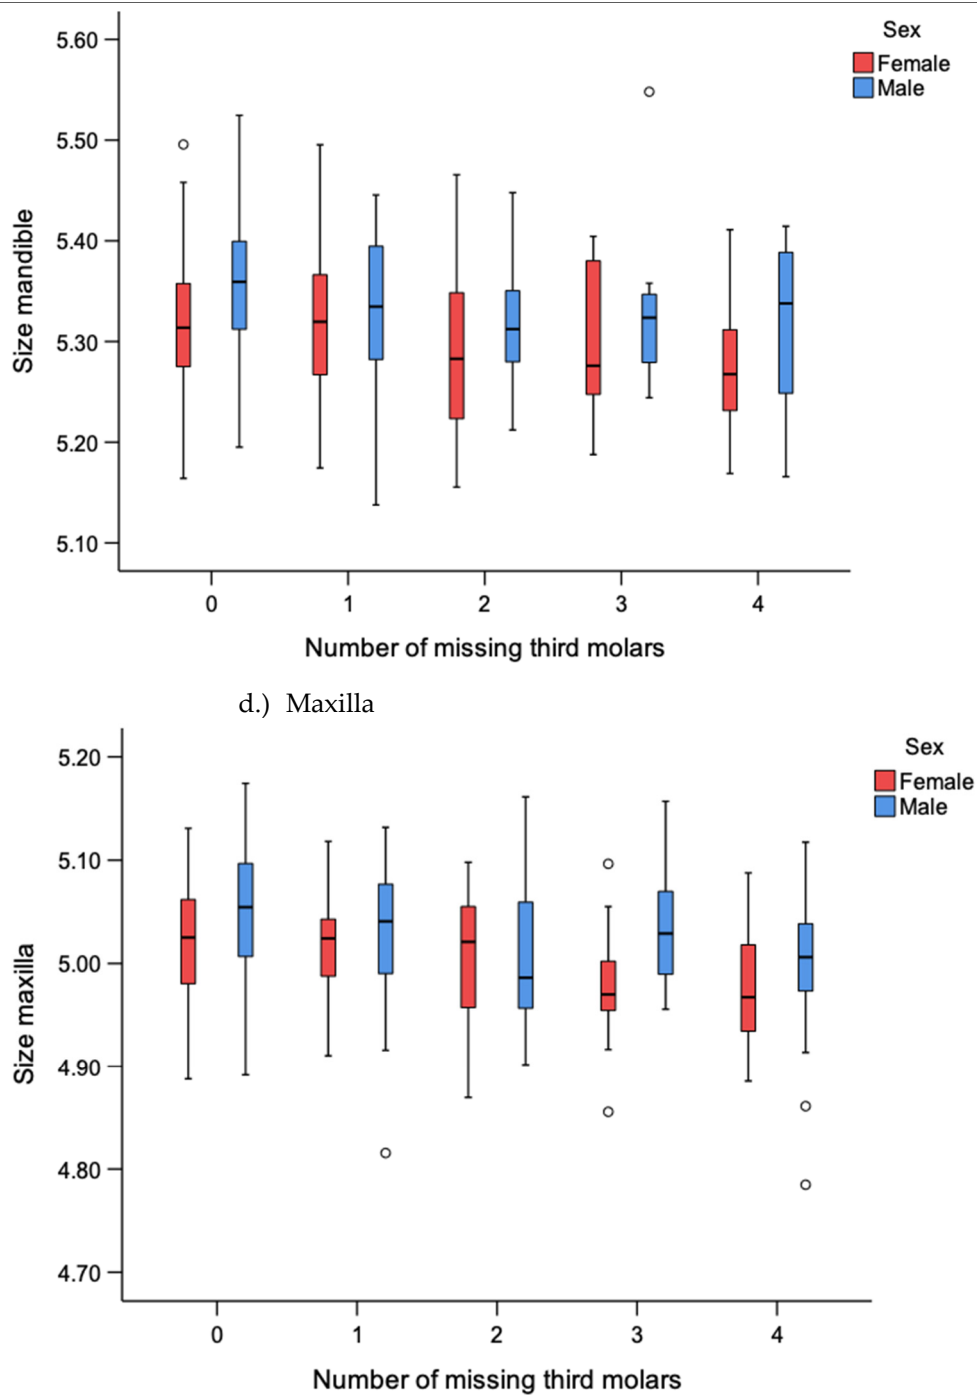 Sex
Female
Male
5.60
5.50
5.40
5.30
5.20
5.10
Size mandible
0 1 2 3 4
Number of missing third molars
d.) Maxilla
Sex
Female
Male
5.20
5.10
5.00
4.90
4.80
4.70
Size maxilla
0 1 2 3 4
Number of missing third molars